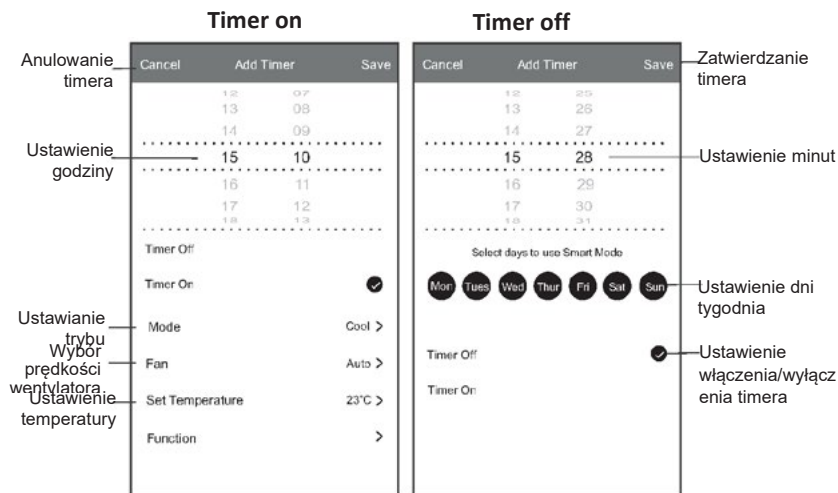 Timer on
Timer off
Anulowanie
timera
Cancel Add Timer Save
12 07
13 08
14 09
Ustawienie
godziny
15 10
16 11
17 12
18 13
Timer Off
Timer On
Ustawianie
trybu
Mode Cool >
Wybór
prędkości
wentylatora
Fan Auto >
Ustawienie
temperatury
Set Temperature 23°C >
Function >
Cancel Add Timer Save
Zatwierdzanie
timera
12 25
13 26
14 27
15 28
Ustawienie minut
16 29
17 30
18 31
Select days to use Smart Mode
Mon Tues Wed Thur Fri Sat Sun
Ustawienie dni
tygodnia
Timer Off
Timer On
Ustawienie
włączenia/wyłącz
enia timera